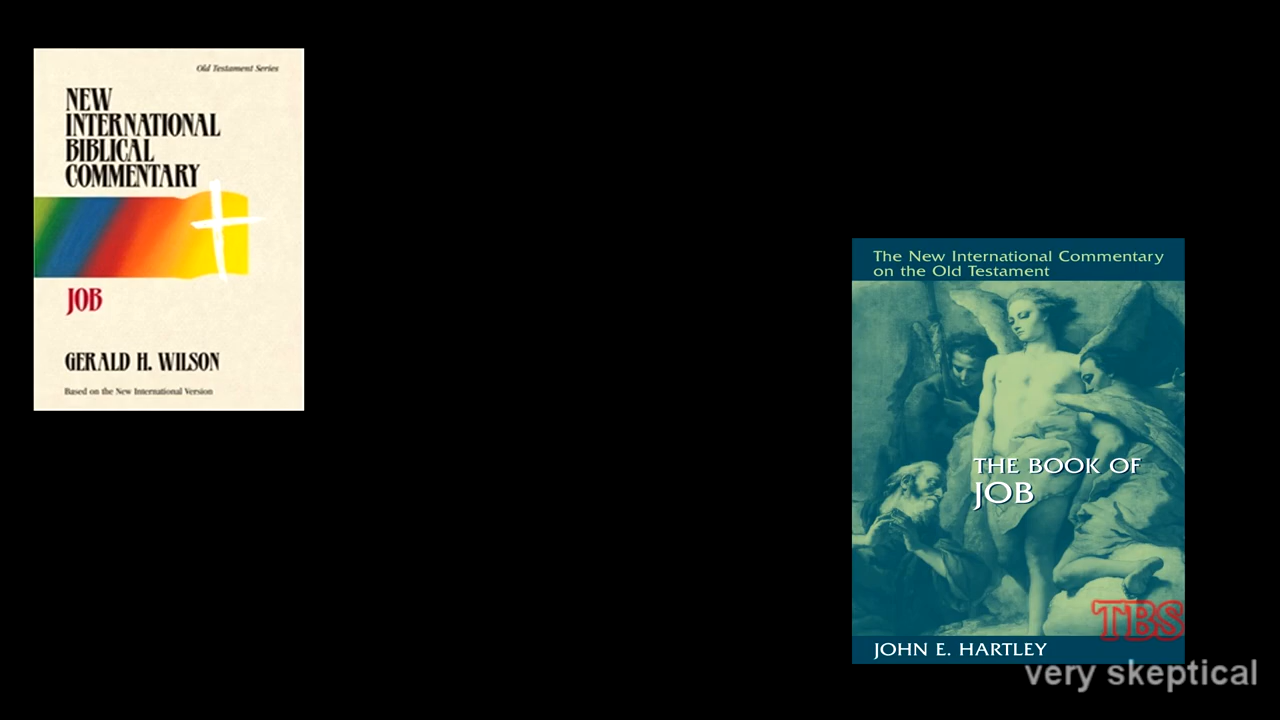 Old Testament Series
NEW
INTERNATIONAL
BIBLICAL
COMMENTARY
JOB
GERALD H. WILSON
Based on the New International Version
The New International Commentary
on the Old Testament
THE BOOK OF
JOB
TBS
JOHN E. HARTLEY
very skeptical